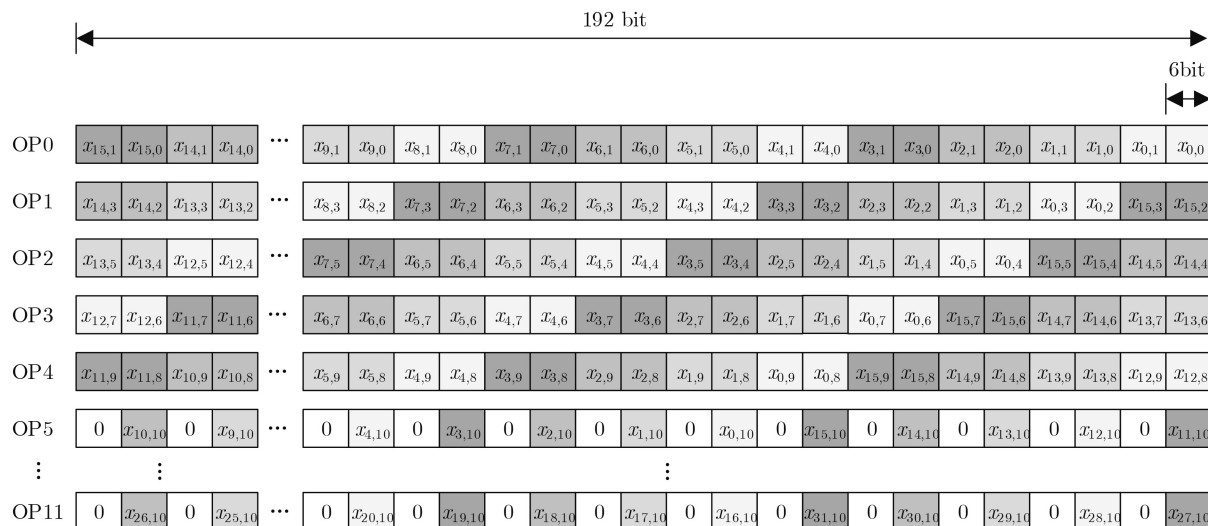 192 bit
6bit
OP0 x15,1 x15,0 x14,1 x14,0 ... x9,1 x9,0 x8,1 x8,0 x7,1 x7,0 x6,1 x6,0 x5,1 x5,0 x4,1 x4,0 x3,1 x3,0 x2,1 x2,0 x1,1 x1,0 x0,1 x0,0
OP1 x14,3 x14,2 x13,3 x13,2 ... x8,3 x8,2 x7,3 x7,2 x6,3 x6,2 x5,3 x5,2 x4,3 x4,2 x3,3 x3,2 x2,3 x2,2 x1,3 x1,2 x0,3 x0,2 x15,3 x15,2
OP2 x13,5 x13,4 x12,5 x12,4 ... x7,5 x7,4 x6,5 x6,4 x5,5 x5,4 x4,5 x4,4 x3,5 x3,4 x2,5 x2,4 x1,5 x1,4 x0,5 x0,4 x15,5 x15,4 x14,5 x14,4
OP3 x12,7 x12,6 x11,7 x11,6 ... x6,7 x6,6 x5,7 x5,6 x4,7 x4,6 x3,7 x3,6 x2,7 x2,6 x1,7 x1,6 x0,7 x0,6 x15,7 x15,6 x14,7 x14,6 x13,7 x13,6
OP4 x11,9 x11,8 x10,9 x10,8 ... x5,9 x5,8 x4,9 x4,8 x3,9 x3,8 x2,9 x2,8 x1,9 x1,8 x0,9 x0,8 x15,9 x15,8 x14,9 x14,8 x13,9 x13,8 x12,9 x12,8
OP5 0 x10,10 0 x9,10 ... 0 x4,10 0 x3,10 0 x2,10 0 x1,10 0 x0,10 0 x15,10 0 x14,10 0 x13,10 0 x12,10 0 x11,10
⋮ ⋮ ⋮
OP11 0 x26,10 0 x25,10 ... 0 x20,10 0 x19,10 0 x18,10 0 x17,10 0 x16,10 0 x31,10 0 x30,10 0 x29,10 0 x28,10 0 x27,10